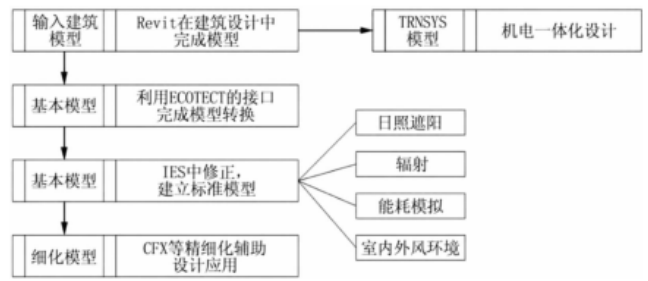 输入建筑
模型
Revit在建筑设计中
完成模型
TRNSYS
模型
机电一体化设计
基本模型
利用ECOTECT的接口
完成模型转换
日照遮阳
基本模型
IES中修正,
建立标准模型
辐射
能耗模拟
室内外风环境
细化模型
CFX等精细化辅助
设计应用